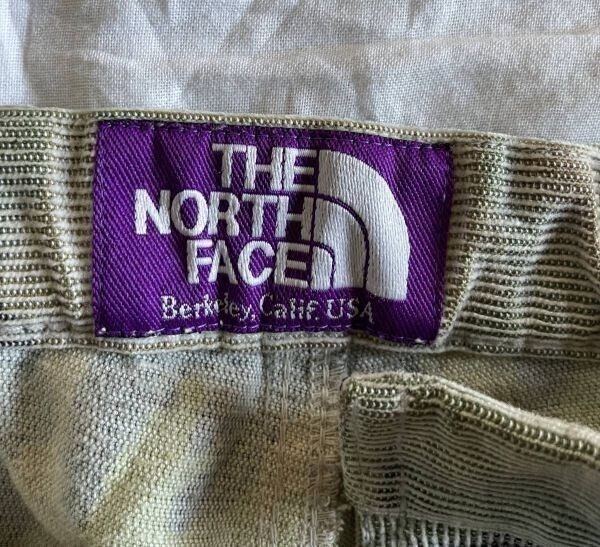 THE
NORTH
FACE
Berkeley, Calif. USA